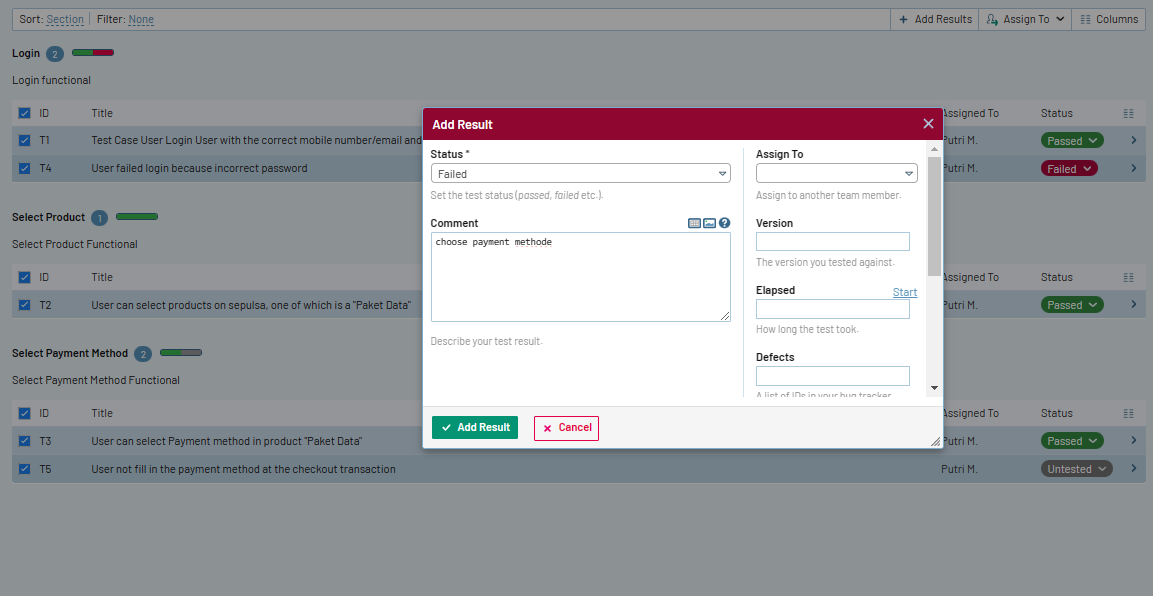 Sort: Section Filter: None + Add Results Assign To Columns
Login 2
Login functional
ID Title Assigned To Status
T1 Test Case User Login User with the correct mobile number/email and Putri M. Passed
T4 User failed login because incorrect password Putri M. Failed
Select Product 1
Select Product Functional
ID Title Assigned To Status
T2 User can select products on sepulsa, one of which is a "Paket Data" Putri M. Passed
Select Payment Method 2
Select Payment Method Functional
ID Title Assigned To Status
T3 User can select Payment method in product "Paket Data" Putri M. Passed
T5 User not fill in the payment method at the checkout transaction Putri M. Untested
Add Result
Status *
Failed
Set the test status (passed, failed etc.).
Comment
choose payment methode
Describe your test result.
Assign To
Assign to another team member.
Version
The version you tested against.
Elapsed Start
How long the test took.
Defects
A list of IDs in your bug tracker.
Add Result Cancel